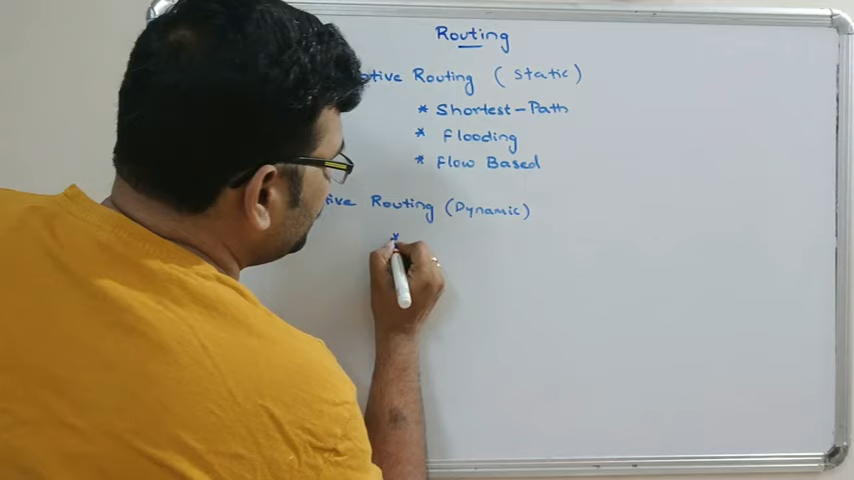 Routing
Routing (Static)
* Shortest-Path
* Flooding
* Flow Based
Routing (Dynamic)
*